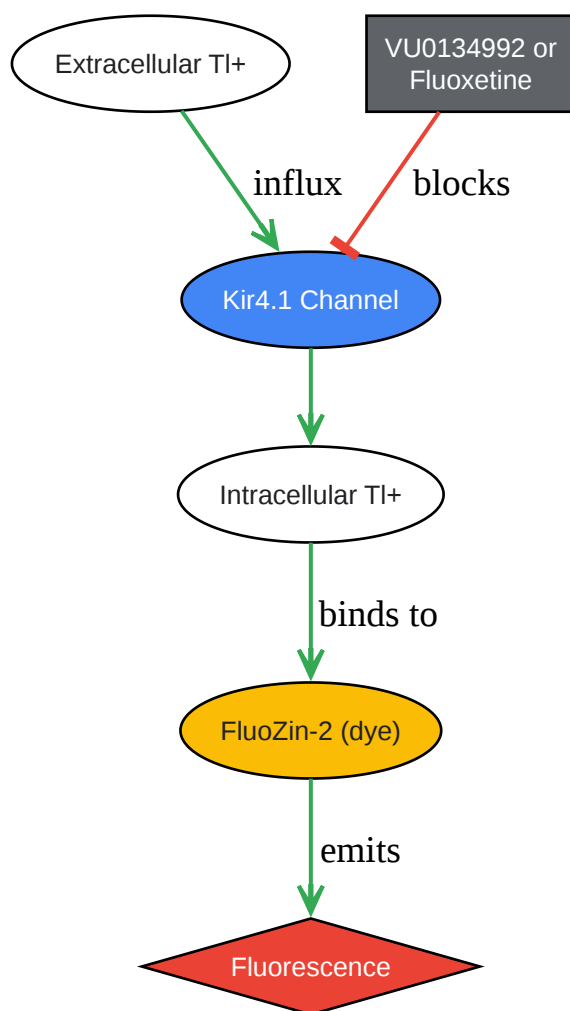 Extracellular Tl+
VU0134992 or
Fluoxetine
influx
blocks
Kir4.1 Channel
Intracellular Tl+
binds to
FluoZin-2 (dye)
emits
Fluorescence